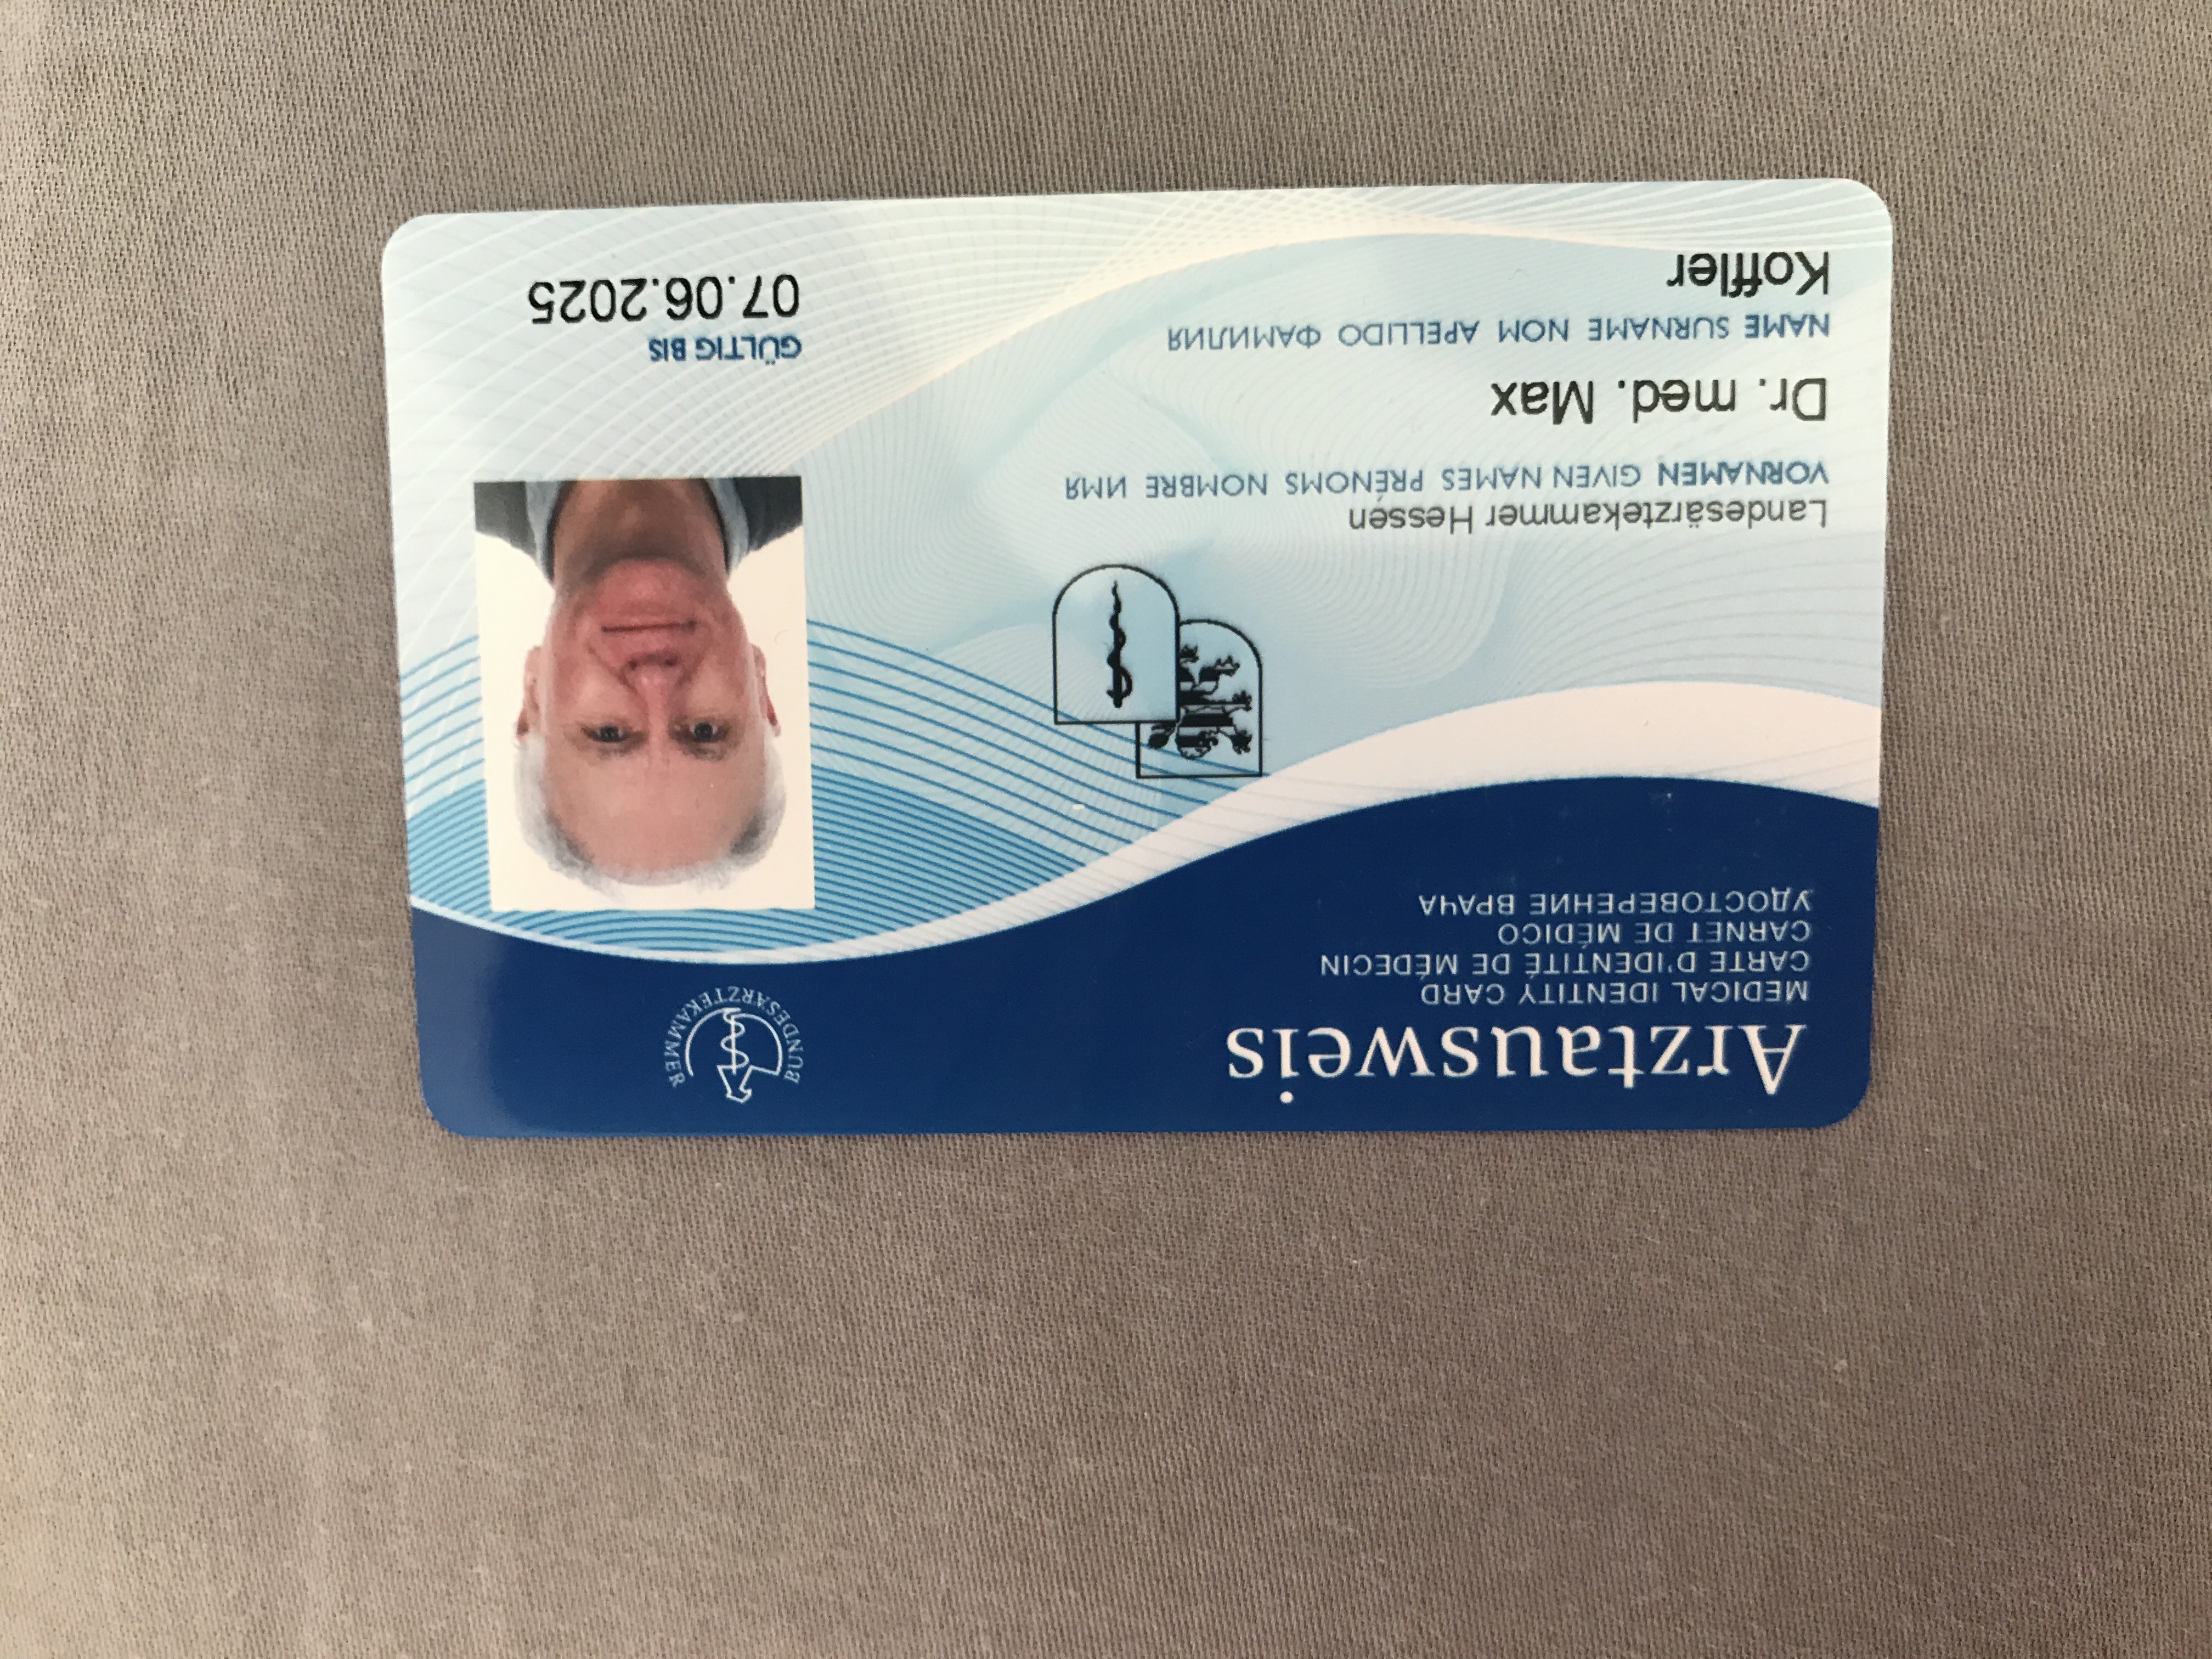 Arztausweis
MEDICAL IDENTITY CARD
CARTE D'IDENTITÉ DE MÉDECIN
CARNET DE MÉDICO
УДОСТОВЕРЕНИЕ ВРАЧА
BUNDESÄRZTEKAMMER
Landesärztekammer Hessen
VORNAMEN GIVEN NAMES PRÉNOMS NOMBRE ИМЯ
Dr. med. Max
NAME SURNAME NOM APELLIDO ФАМИЛИЯ
Koffler
GÜLTIG BIS
07.06.2025